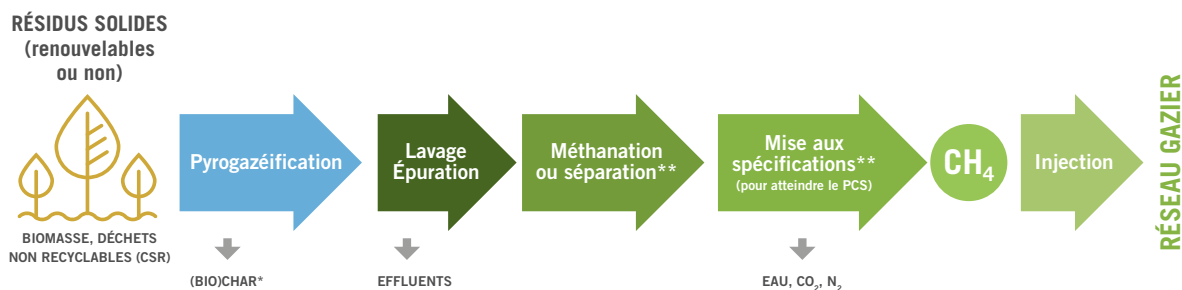 RÉSIDUS SOLIDES
(renouvelables
ou non)
BIOMASSE, DÉCHETS
NON RECYCLABLES (CSR)
Pyrogazéification
(BIO)CHAR*
Lavage
Épuration
EFFLUENTS
Méthanation
ou séparation**
Mise aux
spécifications**
(pour atteindre le PCS)
EAU, CO₂, N₂
CH₄
Injection
RÉSEAU GAZIER